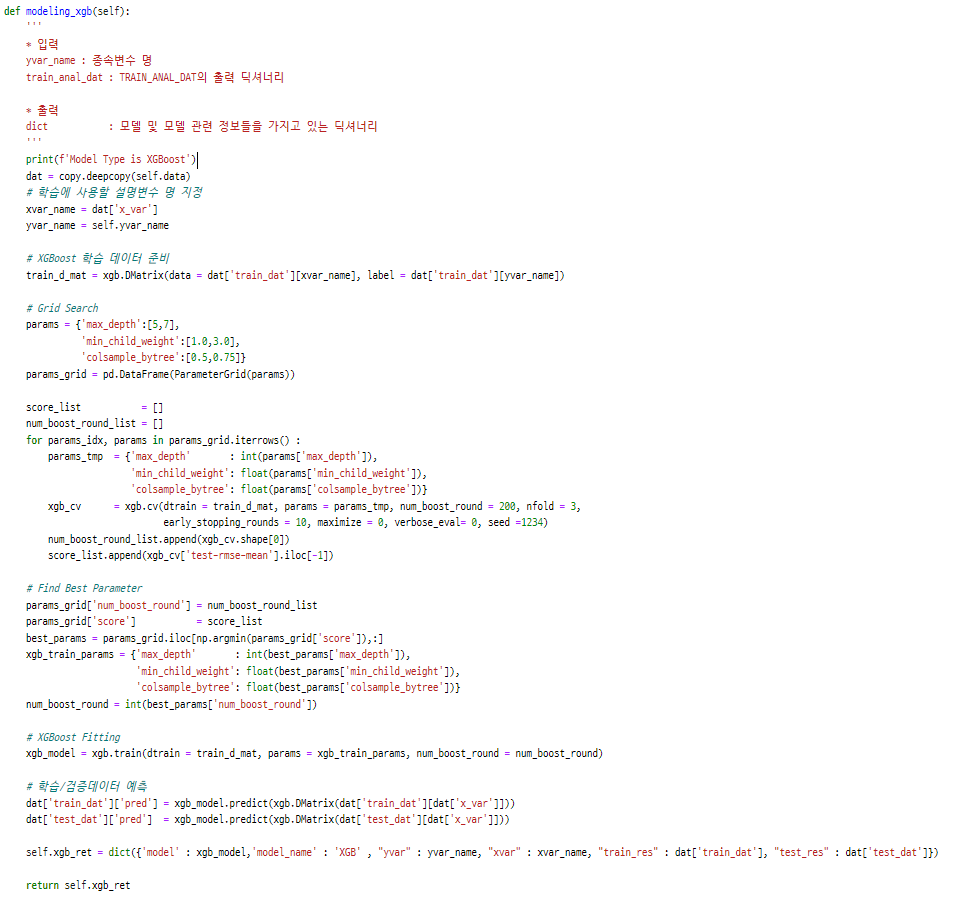 def modeling_xgb(self):
    '''
    * 입력
    yvar_name : 종속변수 명
    train_anal_dat : TRAIN_ANAL_DAT의 출력 딕셔너리

    * 출력
    dict           : 모델 및 모델 관련 정보들을 가지고 있는 딕셔너리
    '''
    print(f'Model Type is XGBoost')
    dat = copy.deepcopy(self.data)
    # 학습에 사용할 설명변수 명 지정
    xvar_name = dat['x_var']
    yvar_name = self.yvar_name

    # XGBoost 학습 데이터 준비
    train_d_mat = xgb.DMatrix(data = dat['train_dat'][xvar_name], label = dat['train_dat'][yvar_name])

    # Grid Search
    params = {'max_depth':[5,7],
              'min_child_weight':[1.0,3.0],
              'colsample_bytree':[0.5,0.75]}
    params_grid = pd.DataFrame(ParameterGrid(params))

    score_list           = []
    num_boost_round_list = []
    for params_idx, params in params_grid.iterrows() :
        params_tmp  = {'max_depth'       : int(params['max_depth']),
                       'min_child_weight': float(params['min_child_weight']),
                       'colsample_bytree': float(params['colsample_bytree'])}
        xgb_cv      = xgb.cv(dtrain = train_d_mat, params = params_tmp, num_boost_round = 200, nfold = 3,
                             early_stopping_rounds = 10, maximize = 0, verbose_eval= 0, seed =1234)
        num_boost_round_list.append(xgb_cv.shape[0])
        score_list.append(xgb_cv['test-rmse-mean'].iloc[-1])

    # Find Best Parameter
    params_grid['num_boost_round'] = num_boost_round_list
    params_grid['score']           = score_list
    best_params = params_grid.iloc[np.argmin(params_grid['score']),:]
    xgb_train_params = {'max_depth'       : int(best_params['max_depth']),
                        'min_child_weight': float(best_params['min_child_weight']),
                        'colsample_bytree': float(best_params['colsample_bytree'])}
    num_boost_round = int(best_params['num_boost_round'])

    # XGBoost Fitting
    xgb_model = xgb.train(dtrain = train_d_mat, params = xgb_train_params, num_boost_round = num_boost_round)

    # 학습/검증데이터 예측
    dat['train_dat']['pred'] = xgb_model.predict(xgb.DMatrix(dat['train_dat'][dat['x_var']]))
    dat['test_dat']['pred']  = xgb_model.predict(xgb.DMatrix(dat['test_dat'][dat['x_var']]))

    self.xgb_ret = dict({'model' : xgb_model,'model_name' : 'XGB' , "yvar" : yvar_name, "xvar" : xvar_name, "train_res" : dat['train_dat'], "test_res" : dat['test_dat']})

    return self.xgb_ret